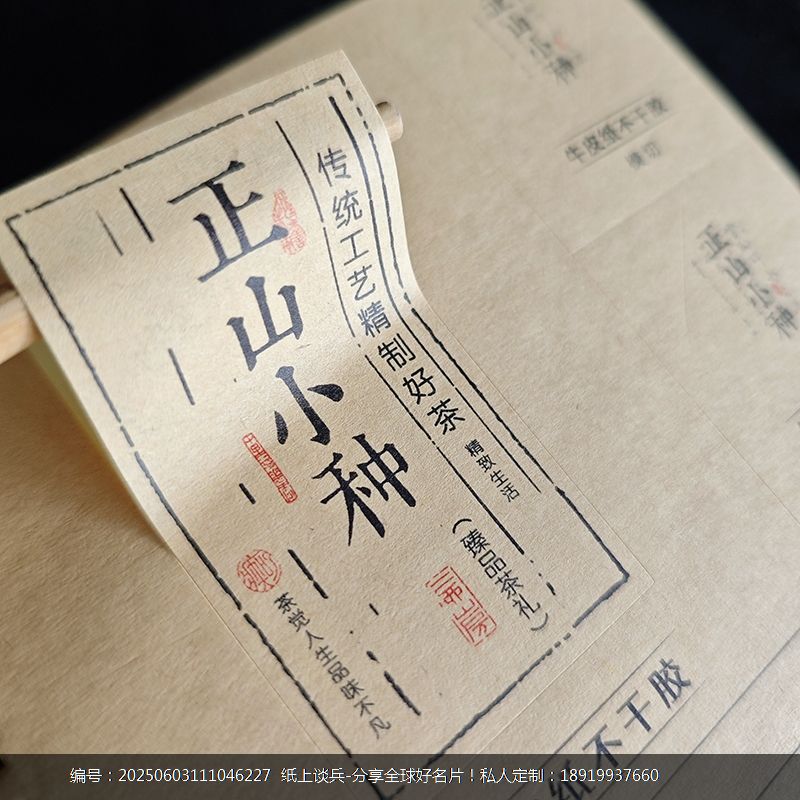 正山小种
传统工艺精制好茶
精致生活
（臻品茶礼）
茶觉人生品味不凡
正山小种
牛皮纸不干胶
模切
正山小种
纸不干胶
编号：20250603111046227 纸上谈兵-分享全球好名片！私人定制：18919937660